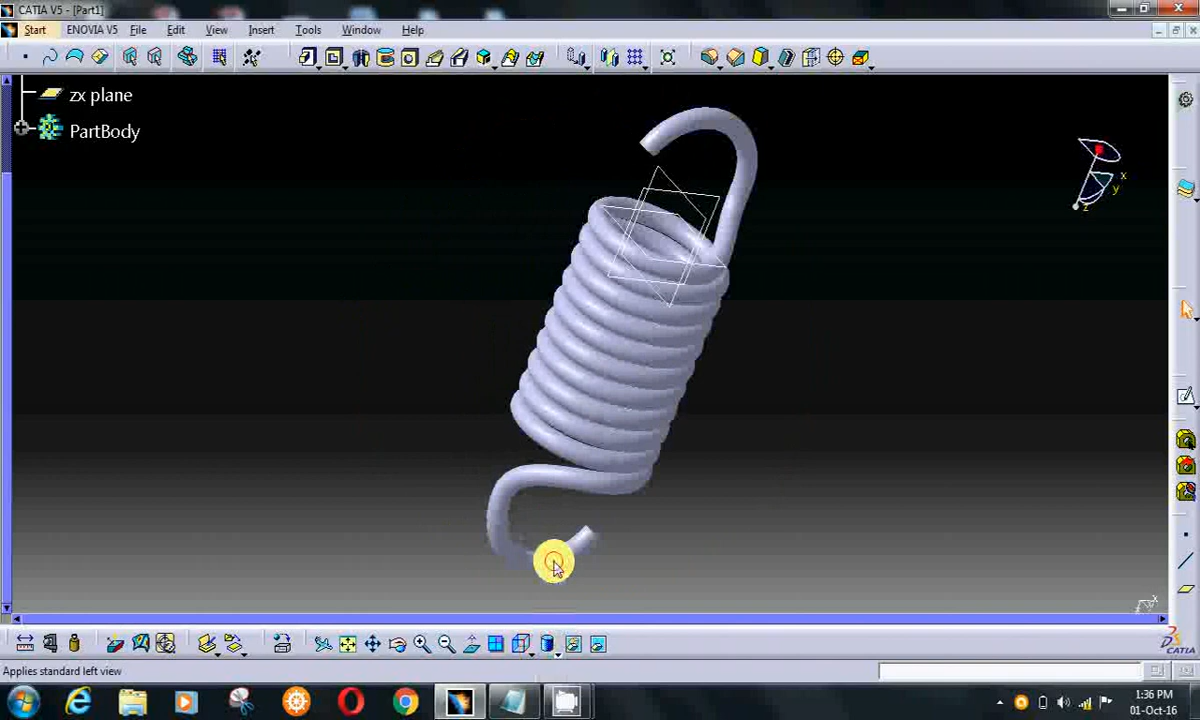 CATIA V5 - [Part1]
Start ENOVIA V5 File Edit View Insert Tools Window Help
zx plane
PartBody
x
y
z
x
CATIA
Applies standard left view
1:36 PM
01-Oct-16